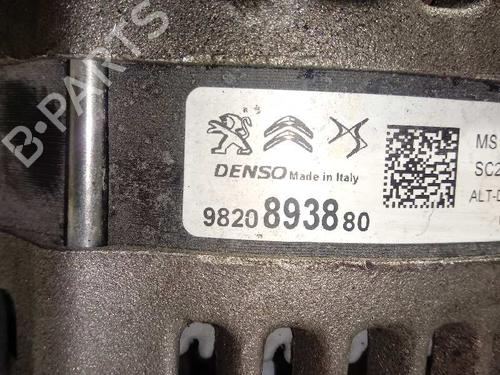 B-PARTS
DENSO Made in Italy
9820893880
MS
SC2
ALT-D